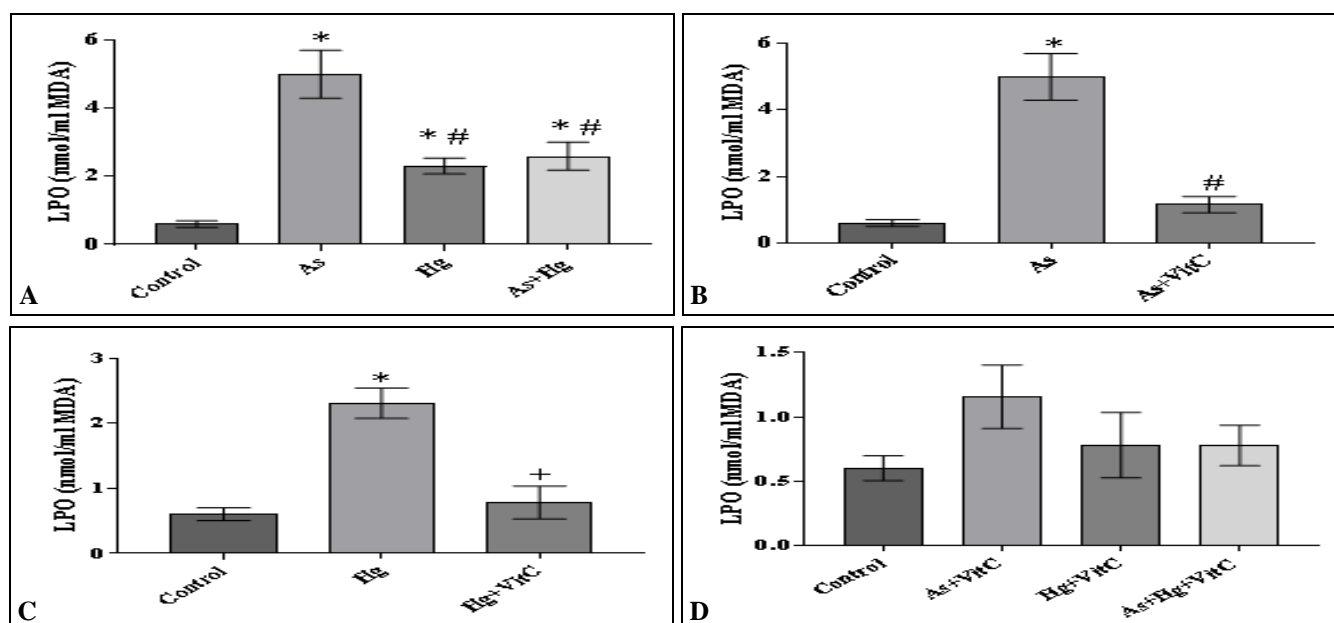 LPO (nmol/ml MDA)
6
4
2
0
*
* #
* #
Control
As
Hg
As+Hg
A
LPO (nmol/ml MDA)
6
4
2
0
*
#
Control
As
As+VitC
B
LPO (nmol/ml MDA)
3
2
1
0
*
+
Control
Hg
Hg+VitC
C
LPO (nmol/ml MDA)
1.5
1.0
0.5
0.0
Control
As+VitC
Hg+VitC
As+Hg+VitC
D